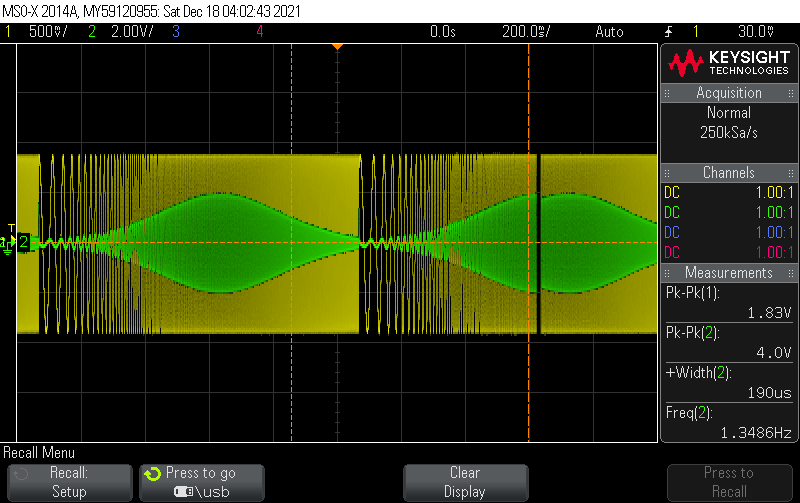 MSO-X 2014A, MY59120955: Sat Dec 18 04:02:43 2021
1 500mV/ 2 2.00V/ 3 4 0.0s 200.0ms/ Auto 1 30.0mV
KEYSIGHT
TECHNOLOGIES
Acquisition
Normal
250kSa/s
Channels
DC 1.00:1
DC 1.00:1
DC 1.00:1
DC 1.00:1
Measurements
Pk-Pk(1):
1.83V
Pk-Pk(2):
4.0V
+Width(2):
190us
Freq(2):
1.3486Hz
T
2
Recall Menu
Recall:
Setup
Press to go
\usb
Clear
Display
Press to
Recall